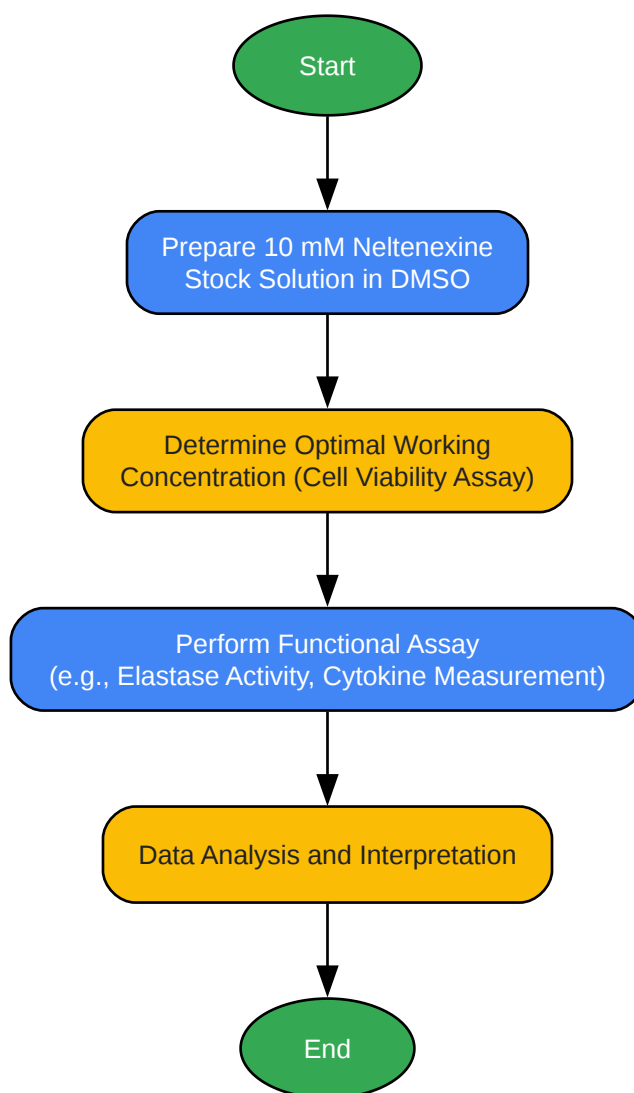 Start
Prepare 10 mM Neltenexine
Stock Solution in DMSO
Determine Optimal Working
Concentration (Cell Viability Assay)
Perform Functional Assay
(e.g., Elastase Activity, Cytokine Measurement)
Data Analysis and Interpretation
End